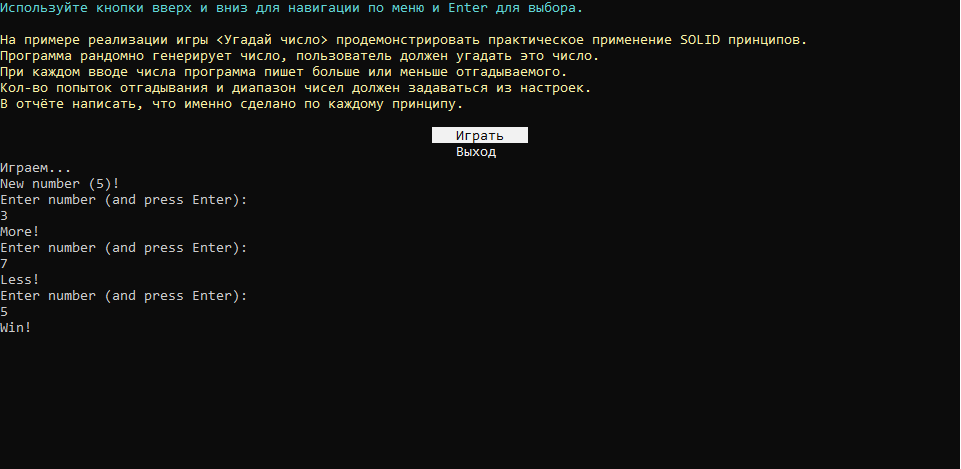 Используйте кнопки вверх и вниз для навигации по меню и Enter для выбора.
На примере реализации игры <Угадай число> продемонстрировать практическое применение SOLID принципов.
Программа рандомно генерирует число, пользователь должен угадать это число.
При каждом вводе числа программа пишет больше или меньше отгадываемого.
Кол-во попыток отгадывания и диапазон чисел должен задаваться из настроек.
В отчёте написать, что именно сделано по каждому принципу.
Играть
Выход
Играем...
New number (5)!
Enter number (and press Enter):
3
More!
Enter number (and press Enter):
7
Less!
Enter number (and press Enter):
5
Win!